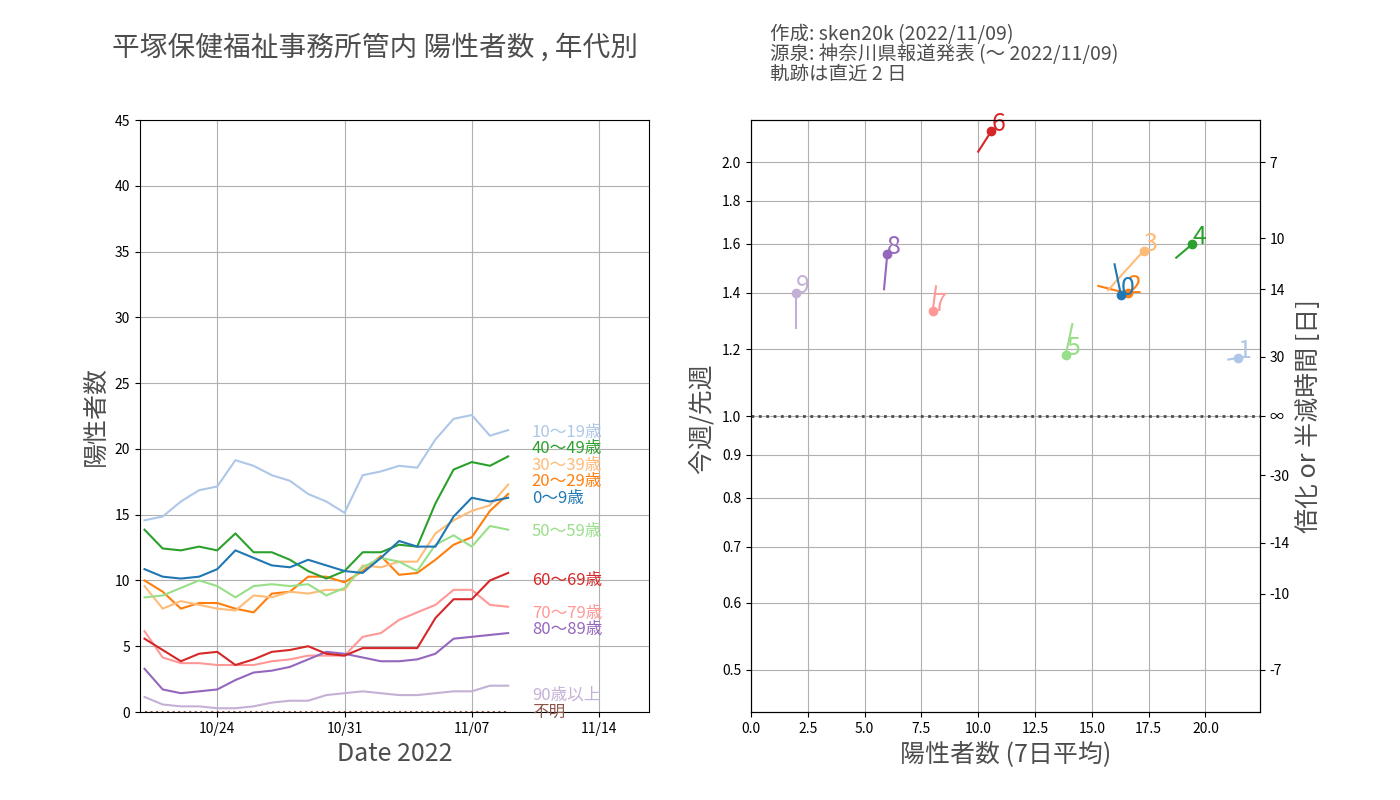 平塚保健福祉事務所管内 陽性者数 , 年代別
作成: sken20k (2022/11/09)
源泉: 神奈川県報道発表 (〜 2022/11/09)
軌跡は直近 2 日
45
40
35
30
25
20
15
10
5
0
陽性者数
10〜19歳
40〜49歳
30〜39歳
20〜29歳
0〜9歳
50〜59歳
60〜69歳
70〜79歳
80〜89歳
90歳以上
不明
10/24
10/31
11/07
11/14
Date 2022
2.0
1.8
1.6
1.4
1.2
1.0
0.9
0.8
0.7
0.6
0.5
今週/先週
6
4
3
8
9
2
0
7
5
1
7
10
14
30
∞
-30
-14
-10
-7
倍化 or 半減時間 [日]
0.0
2.5
5.0
7.5
10.0
12.5
15.0
17.5
20.0
陽性者数 (7日平均)